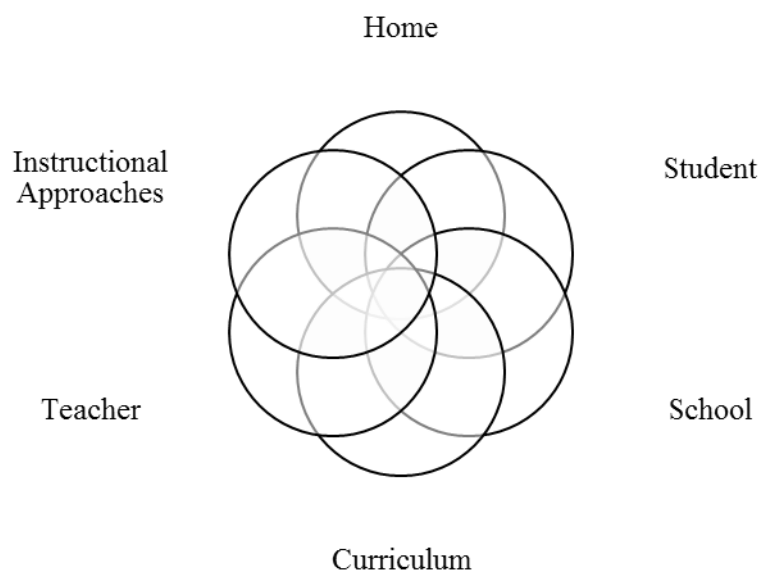 Home
Instructional
Approaches
Student
Teacher
School
Curriculum